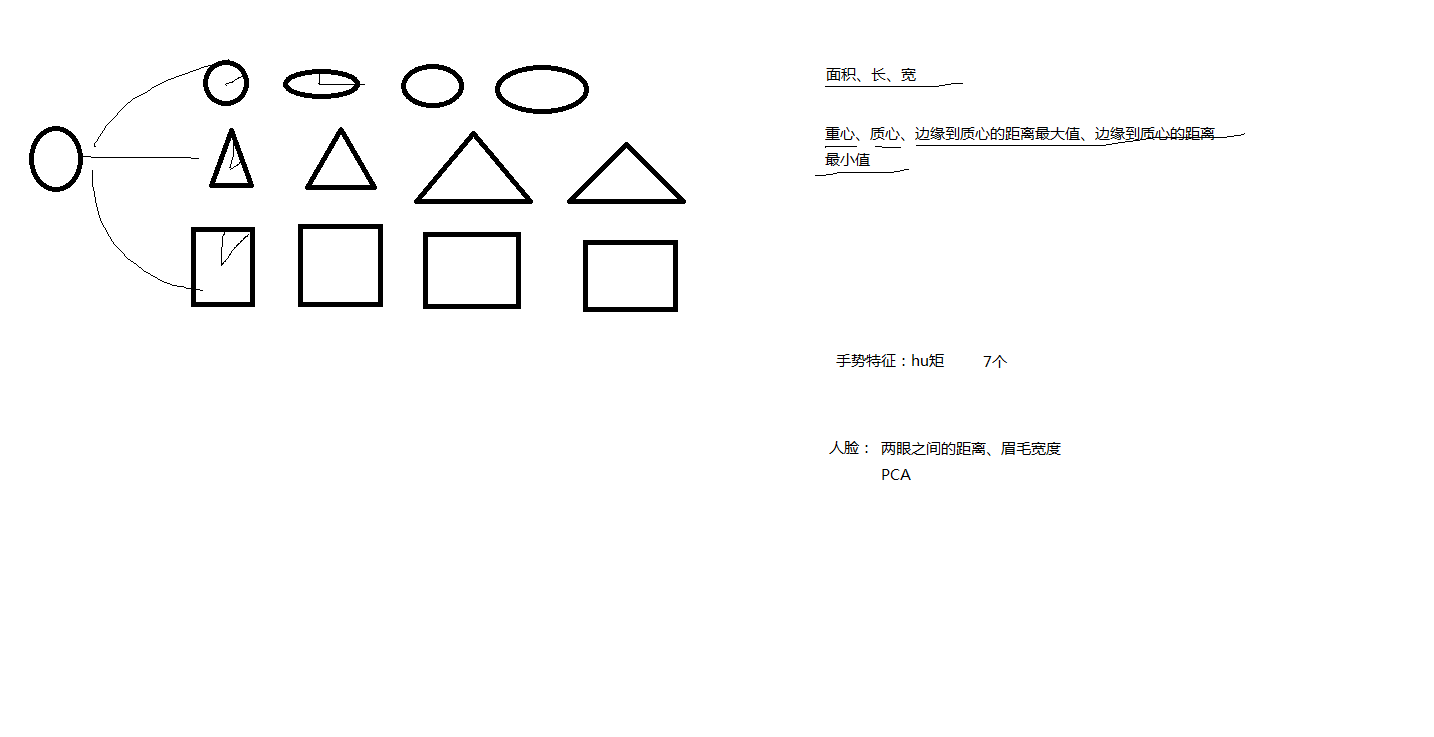 面积、长、宽
重心、质心、边缘到质心的距离最大值、边缘到质心的距离
最小值
手势特征：hu矩 7个
人脸： 两眼之间的距离、眉毛宽度
PCA